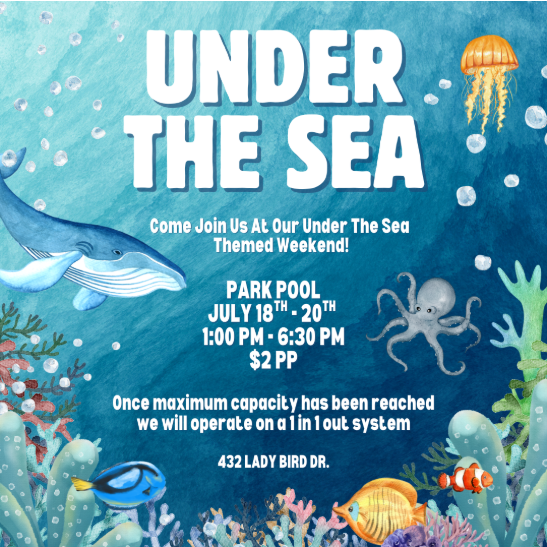 UNDER
THE SEA
Come Join Us At Our Under The Sea
Themed Weekend!
PARK POOL
JULY 18TH - 20TH
1:00 PM - 6:30 PM
$2 PP
Once maximum capacity has been reached
we will operate on a 1 in 1 out system
432 LADY BIRD DR.